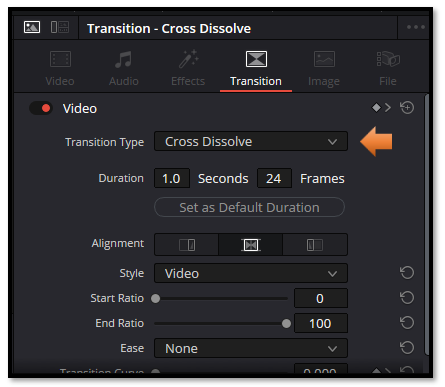 Transition - Cross Dissolve
Video Audio Effects Transition Image File
Video
Transition Type Cross Dissolve
Duration 1.0 Seconds 24 Frames
Set as Default Duration
Alignment
Style Video
Start Ratio 0
End Ratio 100
Ease None
Transition Curve 0.000